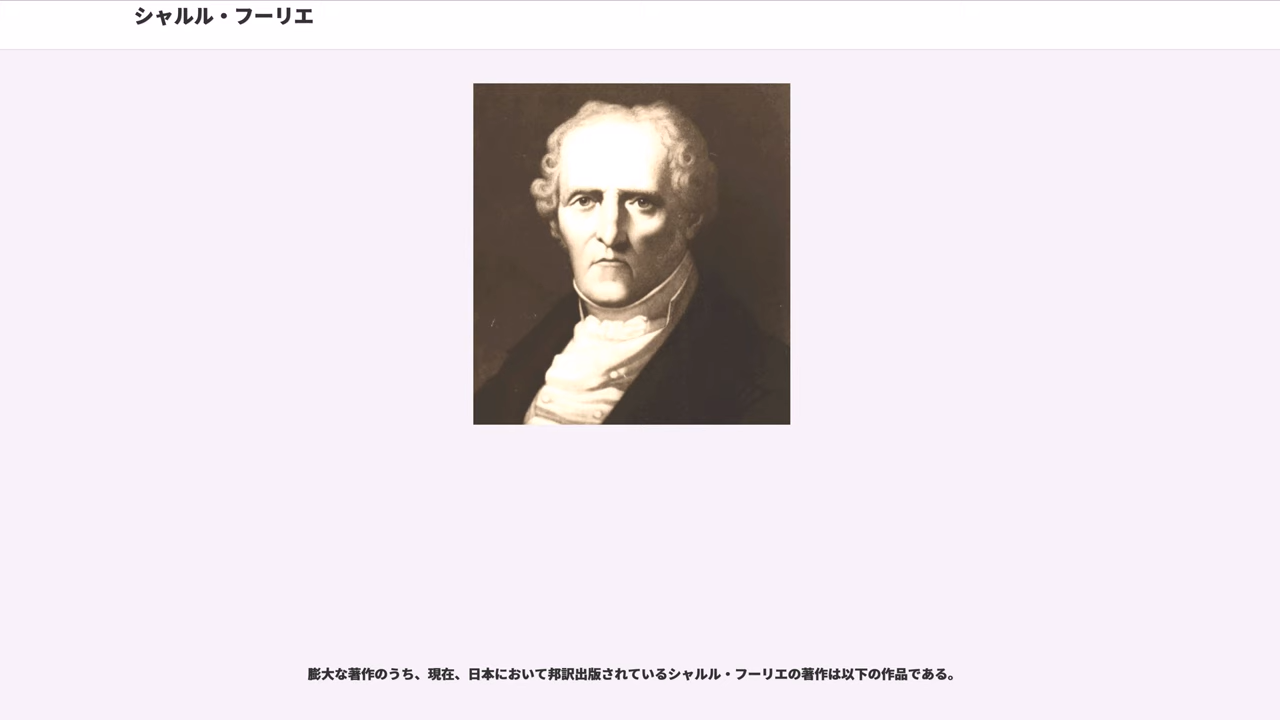 シャルル・フーリエ
膨大な著作のうち、現在、日本において邦訳出版されているシャルル・フーリエの著作は以下の作品である。